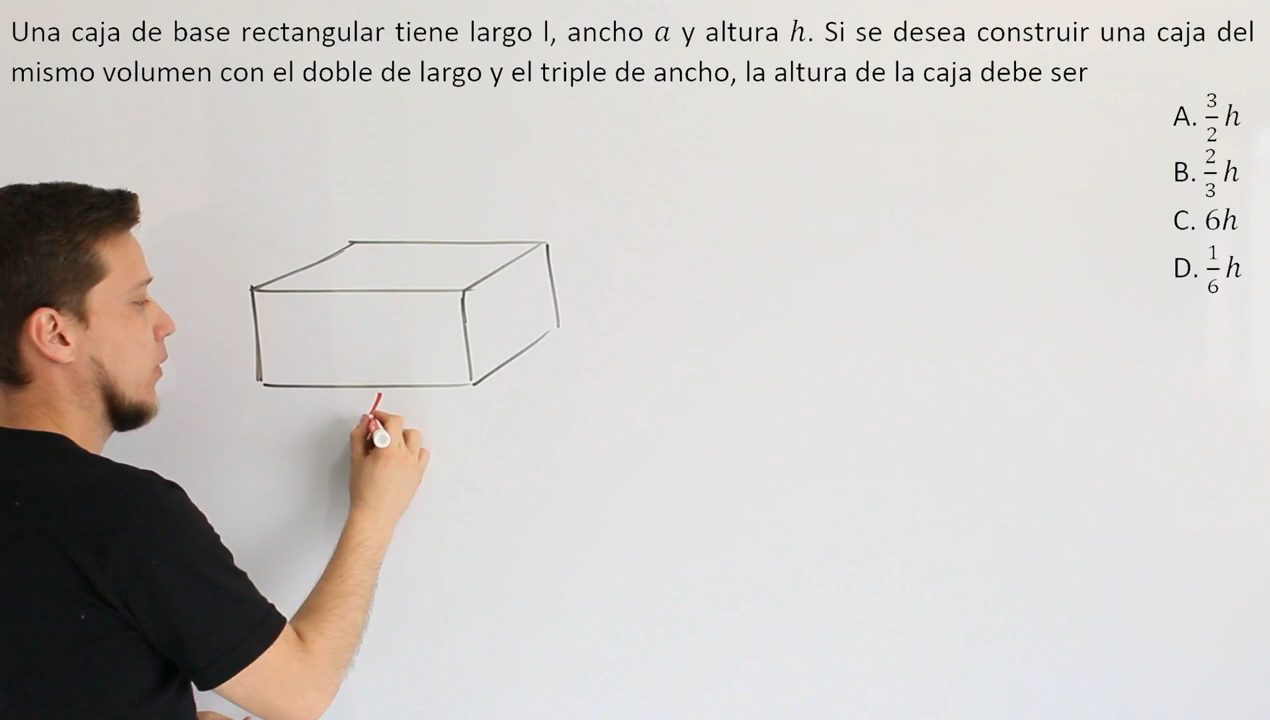 Una caja de base rectangular tiene largo l, ancho a y altura h. Si se desea construir una caja del
mismo volumen con el doble de largo y el triple de ancho, la altura de la caja debe ser
A. 3/2 h
B. 2/3 h
C. 6h
D. 1/6 h